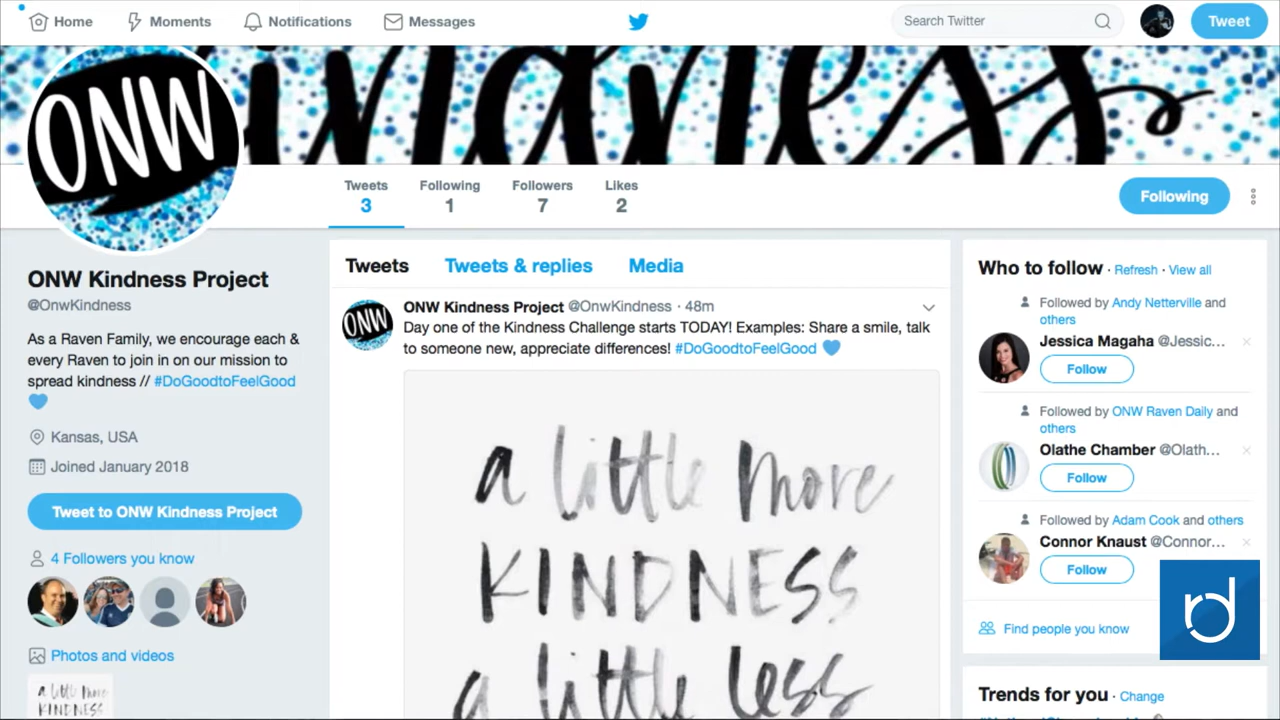 Home
Moments
Notifications
Messages
Search Twitter
Tweet
kindness
ONW
Tweets
3
Following
1
Followers
7
Likes
2
Following
ONW Kindness Project
@OnwKindness
As a Raven Family, we encourage each &
every Raven to join in on our mission to
spread kindness // #DoGoodtoFeelGood
Kansas, USA
Joined January 2018
Tweet to ONW Kindness Project
4 Followers you know
Photos and videos
a little more
KINDNESS
Tweets
Tweets & replies
Media
ONW
ONW Kindness Project @OnwKindness · 48m
Day one of the Kindness Challenge starts TODAY! Examples: Share a smile, talk
to someone new, appreciate differences! #DoGoodtoFeelGood
a little more
KINDNESS
a little less
Who to follow · Refresh · View all
Followed by Andy Netterville and
others
Jessica Magaha @Jessic...
Follow
Followed by ONW Raven Daily and
others
Olathe Chamber @Olath...
Follow
Followed by Adam Cook and others
Connor Knaust @Connor...
Follow
Find people you know
rd
Trends for you · Change